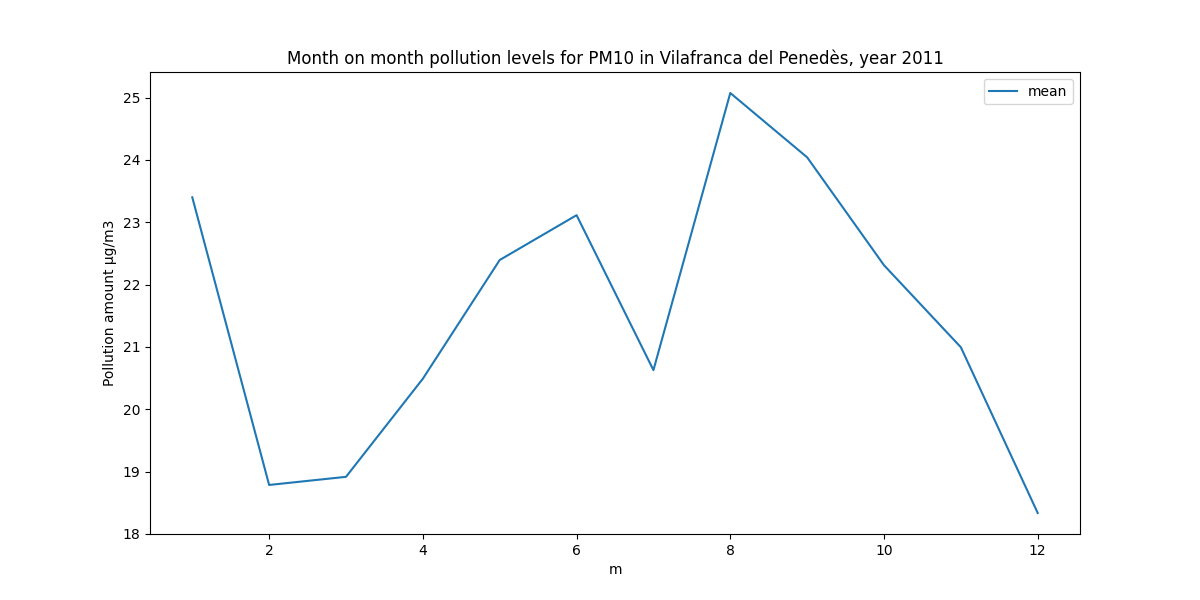 Month on month pollution levels for PM10 in Vilafranca del Penedès, year 2011
mean
Pollution amount µg/m3
25
24
23
22
21
20
19
18
2 4 6 8 10 12
m